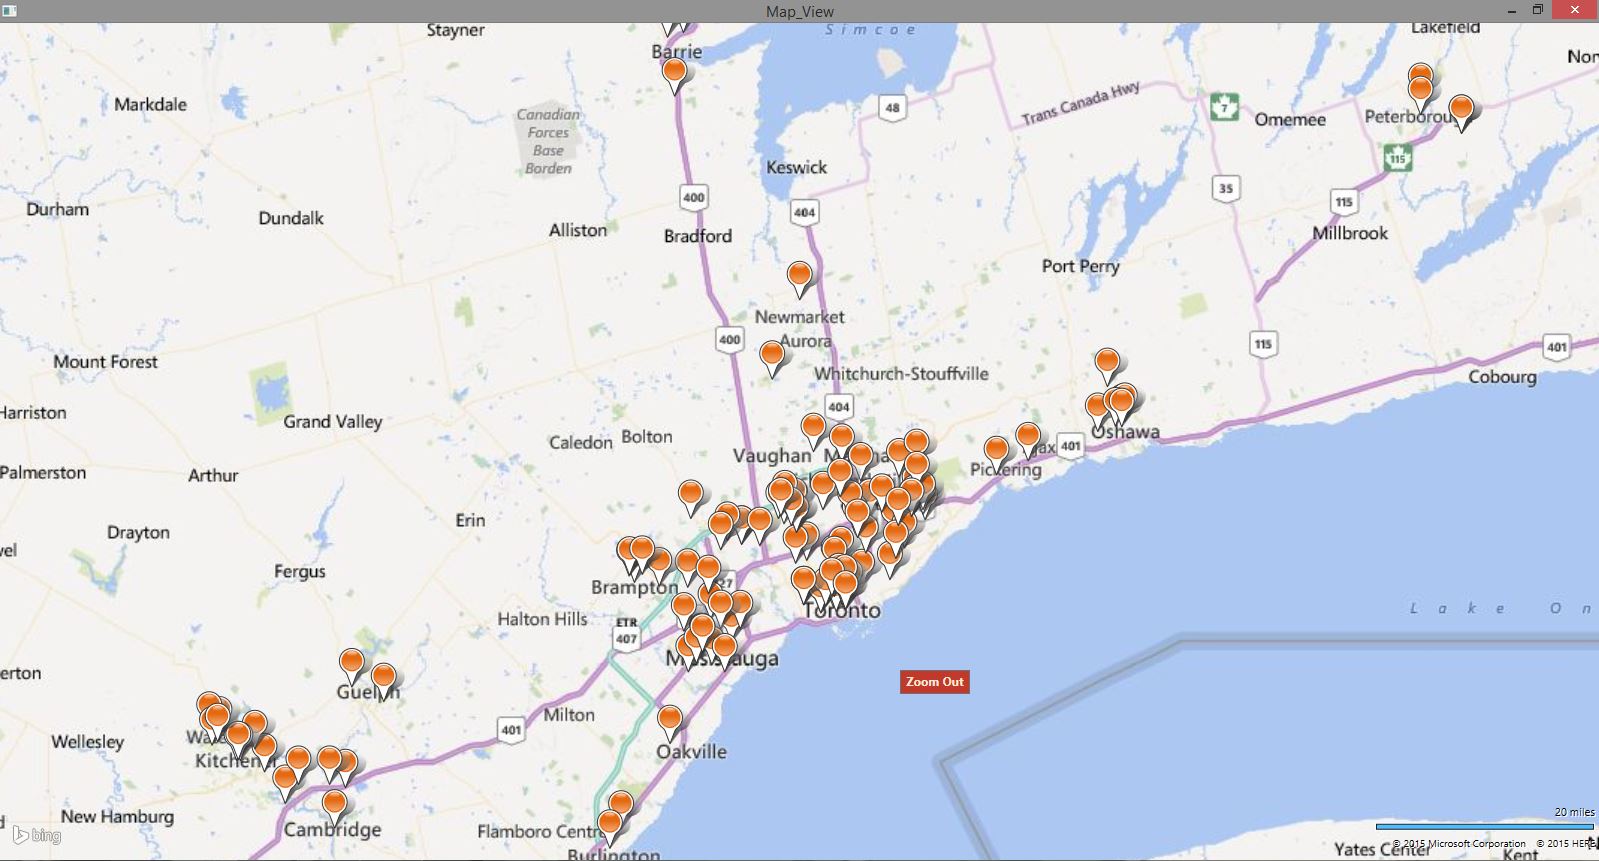 Map_View
Stayner
Barrie
Simcoe
Lakefield
Markdale
Canadian
Forces
Base
Borden
48
Trans Canada Hwy
7
Omemee
Peterborough
Keswick
115
400
404
35
115
Durham
Dundalk
Alliston
Bradford
Millbrook
Port Perry
Newmarket
Aurora
400
115
401
Mount Forest
Whitchurch-Stouffville
Cobourg
404
Harriston
Grand Valley
Caledon
Bolton
Oshawa
401
Vaughan
Pickering
Palmerston
Arthur
Erin
Drayton
Fergus
Brampton
27
Toronto
Halton Hills
ETR
407
Lake On
Mississauga
Zoom Out
Guelph
Milton
401
Wellesley
Kitchener
Oakville
New Hamburg
Cambridge
Flamboro Centre
Burlington
bing
20 miles
Yates Center
© 2015 Microsoft Corporation © 2015 HERE
Kent